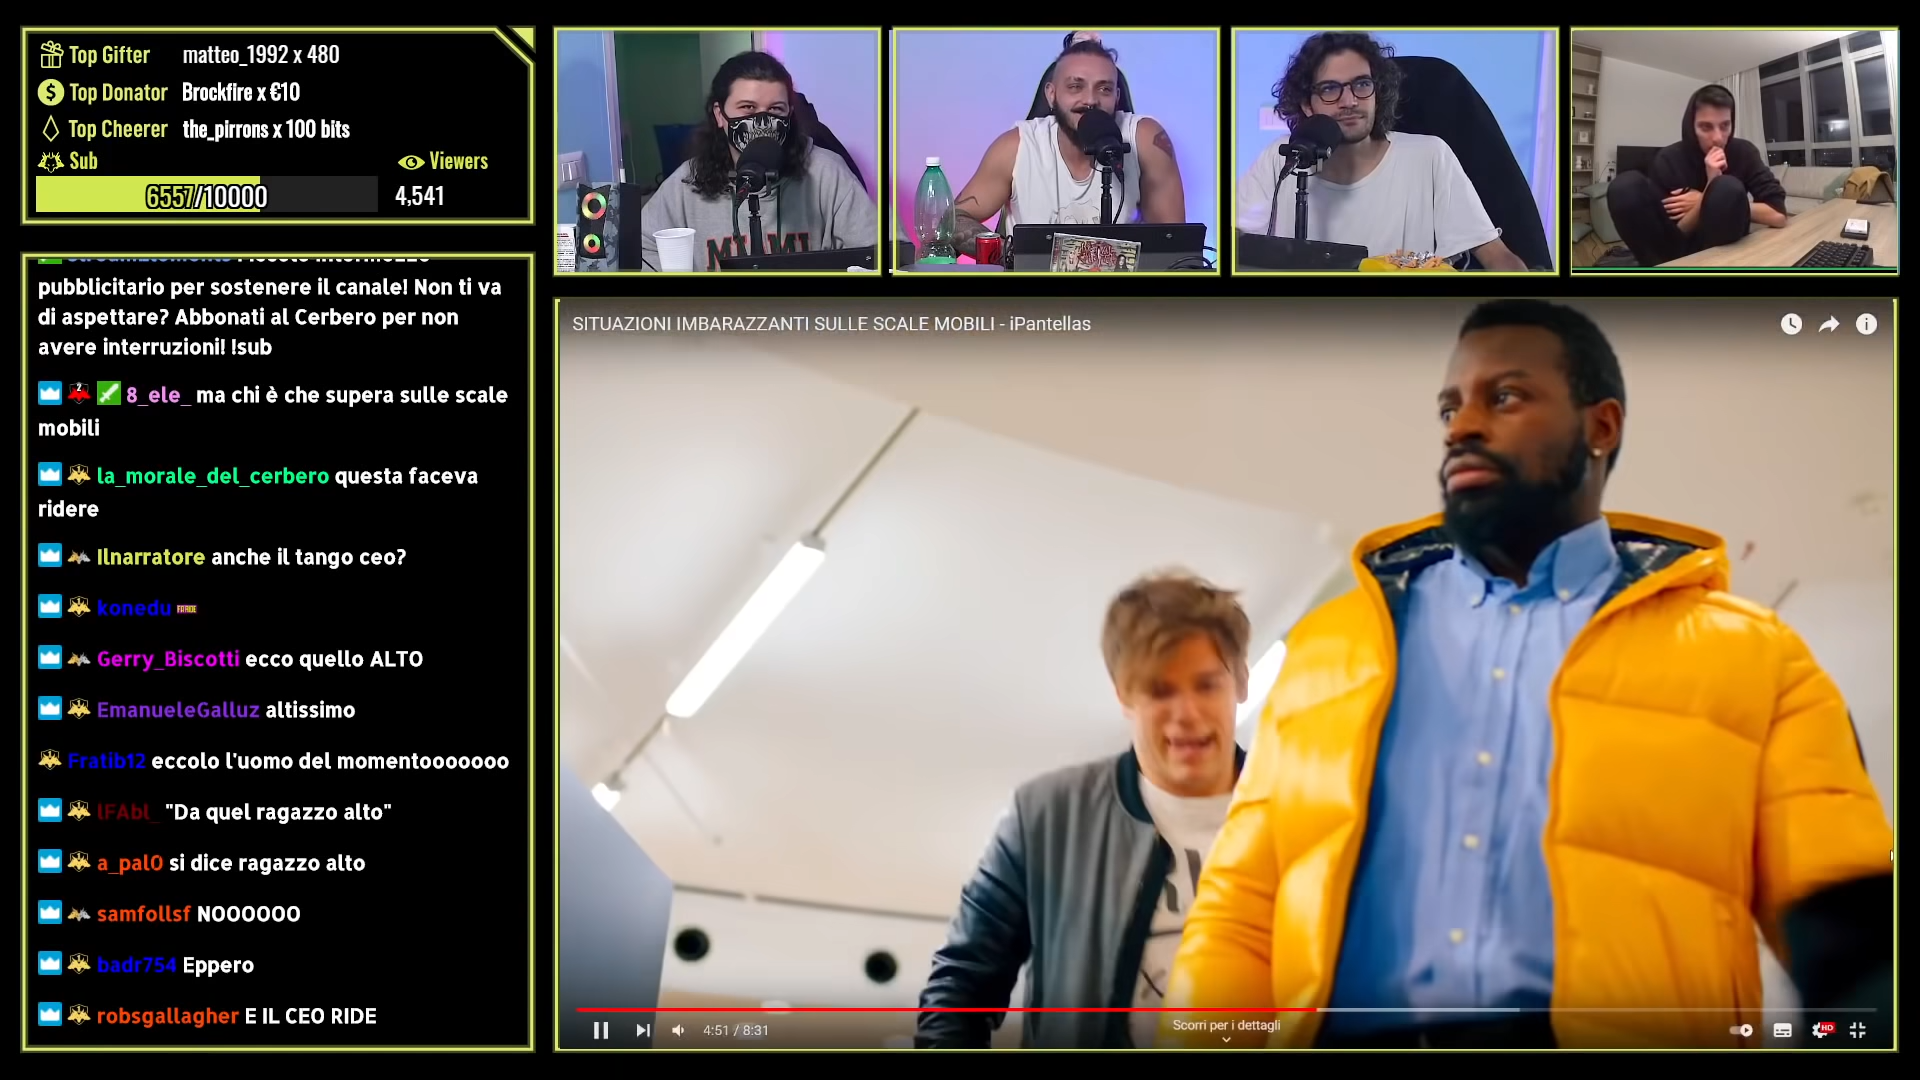 Top Gifter matteo_1992 x 480
Top Donator Brockfire x €10
Top Cheerer the_pirrons x 100 bits
Sub Viewers
6557/10000 4,541
pubblicitario per sostenere il canale! Non ti va
di aspettare? Abbonati al Cerbero per non
avere interruzioni! !sub
8_ele_ ma chi è che supera sulle scale
mobili
la_morale_del_cerbero questa faceva
ridere
Ilnarratore anche il tango ceo?
konedu
Gerry_Biscotti ecco quello ALTO
EmanueleGalluz altissimo
Fratib12 eccolo l'uomo del momentooooooo
lFAbl_ "Da quel ragazzo alto"
a_pal0 si dice ragazzo alto
samfollsf NOOOOOO
badr754 Eppero
robsgallagher E IL CEO RIDE
MIAMI
SITUAZIONI IMBARAZZANTI SULLE SCALE MOBILI - iPantellas
4:51 / 8:31
Scorri per i dettagli
HD